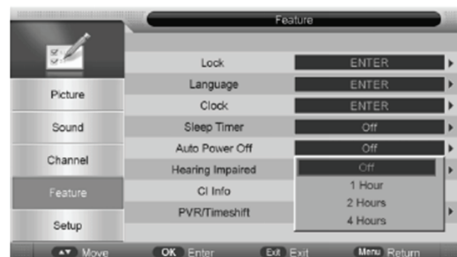 Feature
Lock ENTER
Language ENTER
Clock ENTER
Sleep Timer Off
Auto Power Off Off
Hearing Impaired Off
CI Info 1 Hour
PVR/Timeshift 2 Hours
4 Hours
Picture
Sound
Channel
Feature
Setup
Move OK Enter Exit Exit Menu Return